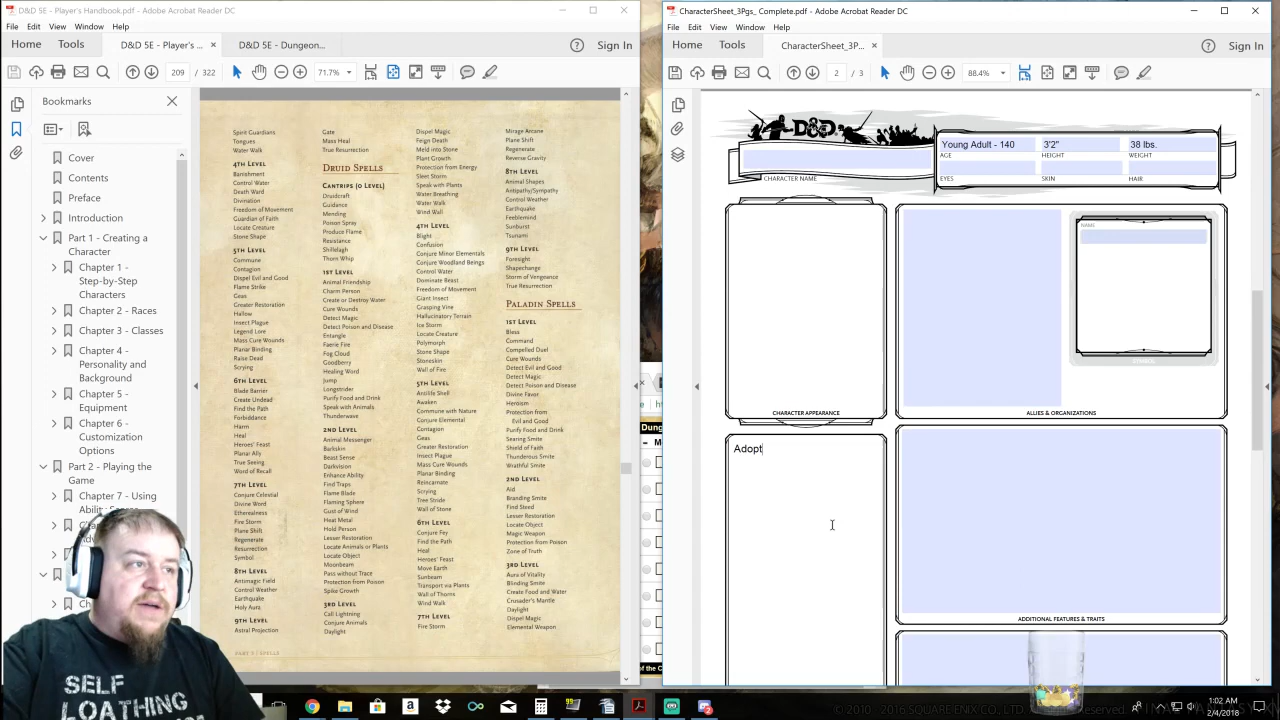 D&D 5E - Player's Handbook.pdf - Adobe Acrobat Reader DC
File Edit View Window Help
Home Tools D&D 5E - Player's ... × D&D 5E - Dungeon... Sign In
209 / 322 71.7%
Bookmarks
Cover
Contents
Preface
Introduction
Part 1 - Creating a
Character
Chapter 1 -
Step-by-Step
Characters
Chapter 2 - Races
Chapter 3 - Classes
Chapter 4 -
Personality and
Background
Chapter 5 -
Equipment
Chapter 6 -
Customization
Options
Part 2 - Playing the
Game
Chapter 7 - Using
Spirit Guardians
Tongues
Water Walk
4th Level
Banishment
Control Water
Death Ward
Divination
Freedom of Movement
Guardian of Faith
Locate Creature
Stone Shape
5th Level
Commune
Contagion
Dispel Evil and Good
Flame Strike
Geas
Greater Restoration
Hallow
Insect Plague
Legend Lore
Mass Cure Wounds
Planar Binding
Raise Dead
Scrying
6th Level
Blade Barrier
Create Undead
Find the Path
Forbiddance
Harm
Heal
Heroes' Feast
Planar Ally
True Seeing
Word of Recall
7th Level
Conjure Celestial
Divine Word
Etherealness
Fire Storm
Plane Shift
Regenerate
Resurrection
Symbol
8th Level
Antimagic Field
Control Weather
Earthquake
Holy Aura
9th Level
Astral Projection
Gate
Mass Heal
True Resurrection
Druid Spells
Cantrips (0 Level)
Druidcraft
Guidance
Mending
Poison Spray
Produce Flame
Resistance
Shillelagh
Thorn Whip
1st Level
Animal Friendship
Charm Person
Create or Destroy Water
Cure Wounds
Detect Magic
Detect Poison and Disease
Entangle
Faerie Fire
Fog Cloud
Goodberry
Healing Word
Jump
Longstrider
Purify Food and Drink
Speak with Animals
Thunderwave
2nd Level
Animal Messenger
Barkskin
Beast Sense
Darkvision
Enhance Ability
Find Traps
Flame Blade
Flaming Sphere
Gust of Wind
Heat Metal
Hold Person
Lesser Restoration
Locate Animals or Plants
Locate Object
Moonbeam
Pass without Trace
Protection from Poison
Spike Growth
3rd Level
Call Lightning
Conjure Animals
Daylight
Dispel Magic
Feign Death
Meld into Stone
Plant Growth
Protection from Energy
Sleet Storm
Speak with Plants
Water Breathing
Water Walk
Wind Wall
4th Level
Blight
Confusion
Conjure Minor Elementals
Conjure Woodland Beings
Control Water
Dominate Beast
Freedom of Movement
Giant Insect
Grasping Vine
Hallucinatory Terrain
Ice Storm
Locate Creature
Polymorph
Stone Shape
Stoneskin
Wall of Fire
5th Level
Antilife Shell
Awaken
Commune with Nature
Conjure Elemental
Contagion
Geas
Greater Restoration
Insect Plague
Mass Cure Wounds
Planar Binding
Reincarnate
Scrying
Tree Stride
Wall of Stone
6th Level
Conjure Fey
Find the Path
Heal
Heroes' Feast
Move Earth
Sunbeam
Transport via Plants
Wall of Thorns
Wind Walk
7th Level
Fire Storm
Mirage Arcane
Plane Shift
Regenerate
Reverse Gravity
8th Level
Animal Shapes
Antipathy/Sympathy
Control Weather
Earthquake
Feeblemind
Sunburst
Tsunami
9th Level
Foresight
Shapechange
Storm of Vengeance
True Resurrection
Paladin Spells
1st Level
Bless
Command
Compelled Duel
Cure Wounds
Detect Evil and Good
Detect Magic
Detect Poison and Disease
Divine Favor
Heroism
Protection from
Evil and Good
Purify Food and Drink
Searing Smite
Shield of Faith
Thunderous Smite
Wrathful Smite
2nd Level
Aid
Branding Smite
Find Steed
Lesser Restoration
Locate Object
Magic Weapon
Protection from Poison
Zone of Truth
3rd Level
Aura of Vitality
Blinding Smite
Create Food and Water
Crusader's Mantle
Daylight
Dispel Magic
Elemental Weapon
PART 3 | SPELLS
SELF
LOATHING
CharacterSheet_3Pgs_ Complete.pdf - Adobe Acrobat Reader DC
File Edit View Window Help
Home Tools CharacterSheet_3P... × Sign In
2 / 3 88.4%
D&D
Young Adult - 140 3'2" 36 lbs.
AGE HEIGHT WEIGHT
CHARACTER NAME EYES SKIN HAIR
NAME
SYMBOL
CHARACTER APPEARANCE ALLIES & ORGANIZATIONS
Adopt
ADDITIONAL FEATURES & TRAITS
1:02 AM
2/4/2018